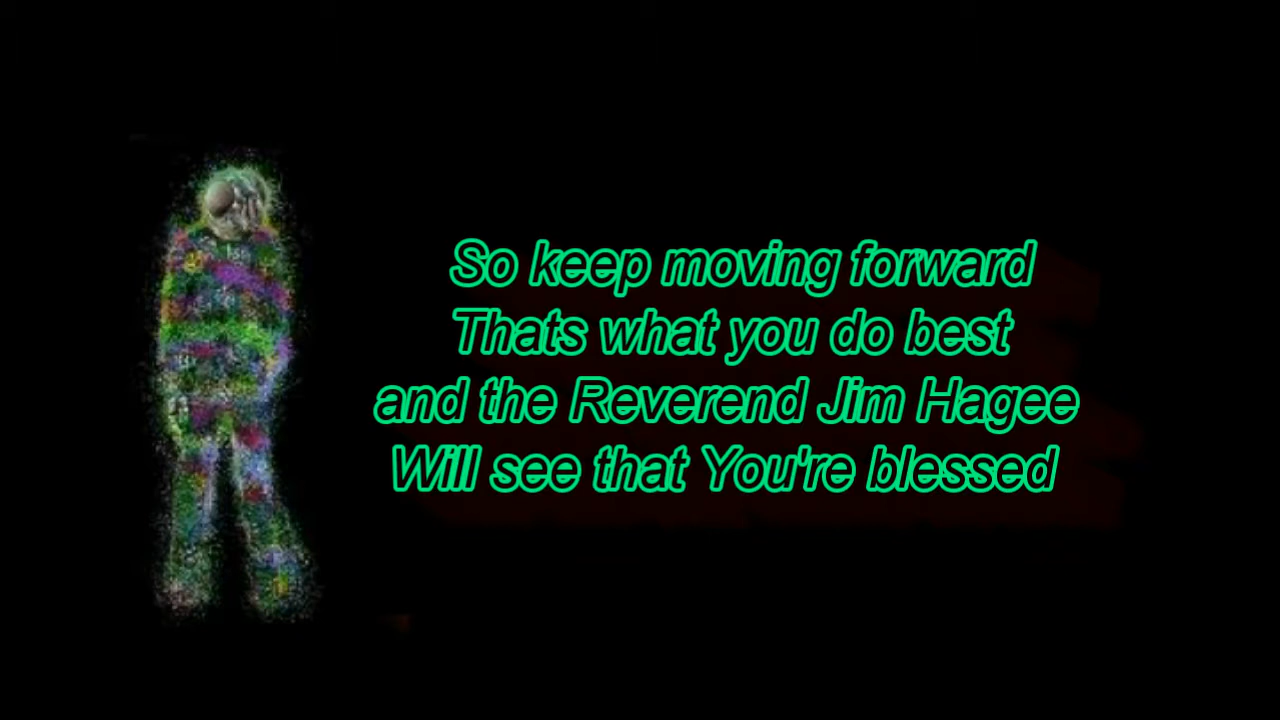 So keep moving forward
Thats what you do best
and the Reverend Jim Hagee
Will see that You're blessed